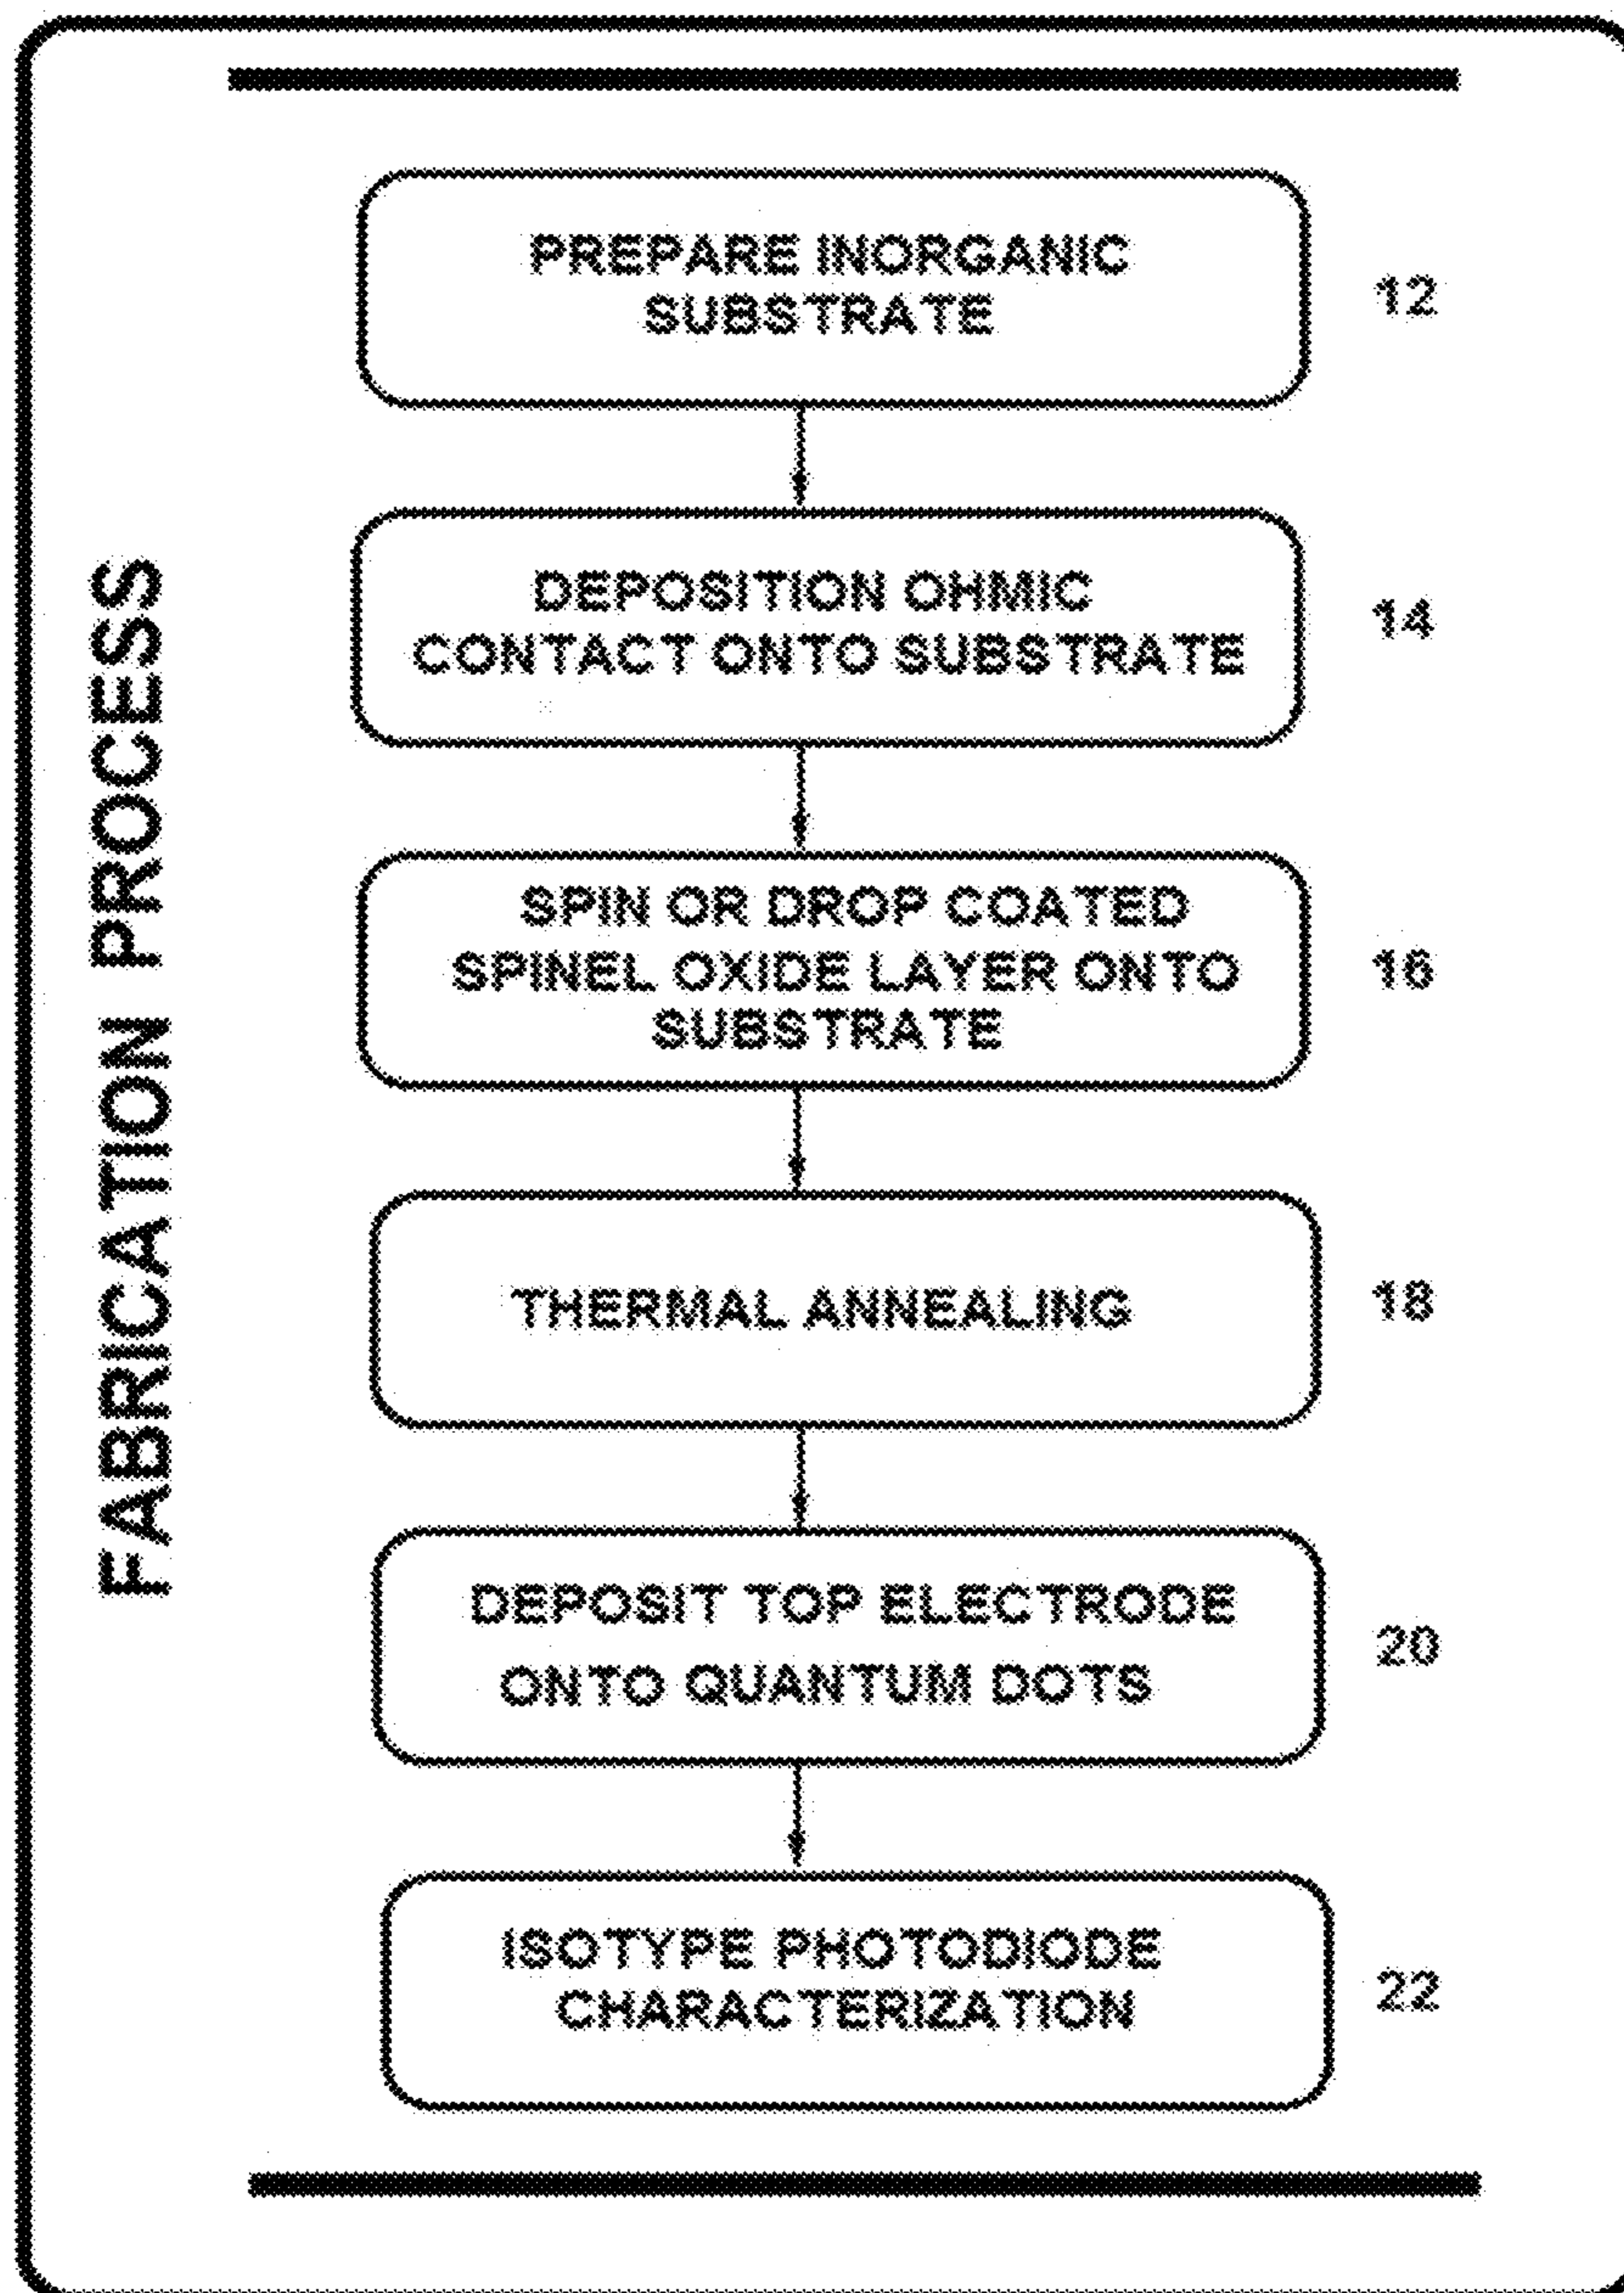 FABRICATION PROCESS
PREPARE INORGANIC
SUBSTRATE
12
DEPOSITION OHMIC
CONTACT ONTO SUBSTRATE
14
SPIN OR DROP COATED
SPINEL OXIDE LAYER ONTO
SUBSTRATE
16
THERMAL ANNEALING
18
DEPOSIT TOP ELECTRODE
ONTO QUANTUM DOTS
20
ISOTYPE PHOTODIODE
CHARACTERIZATION
22